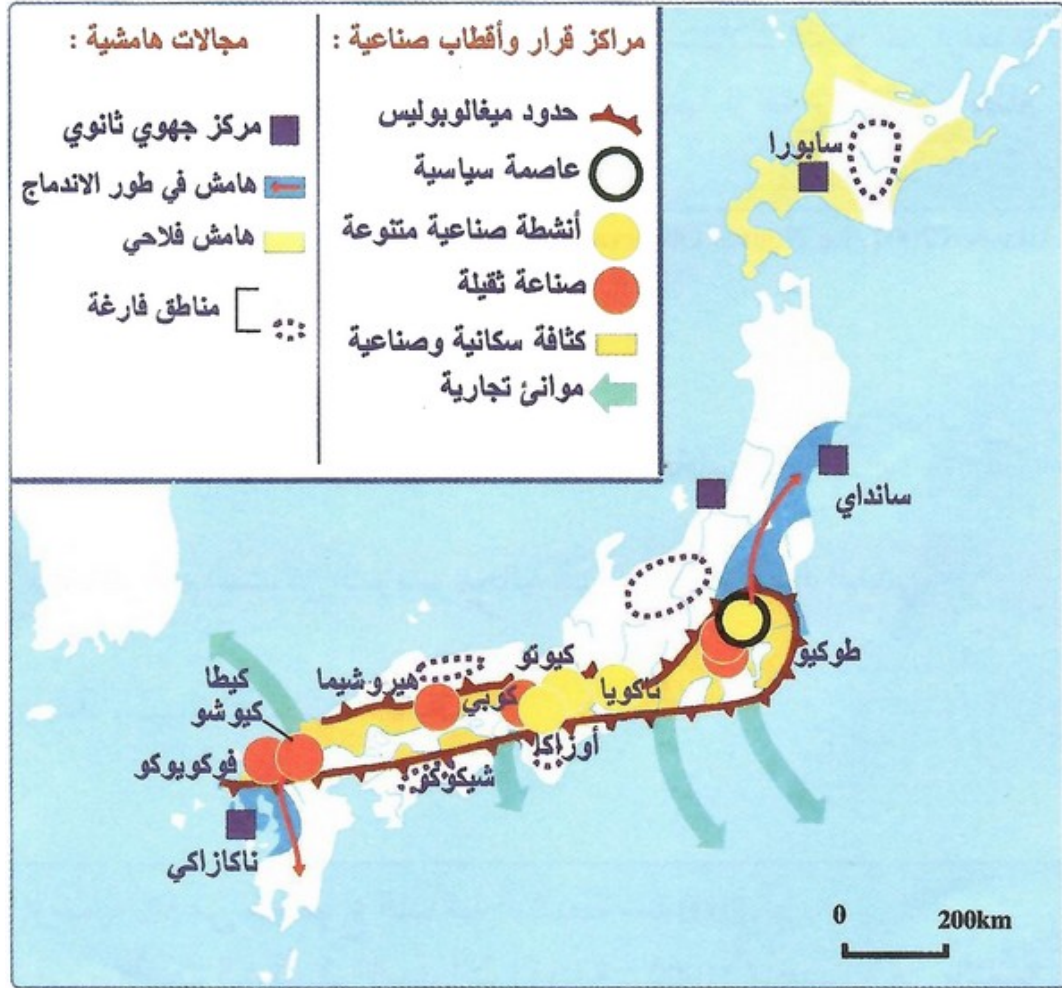 مراكز قرار وأقطاب صناعية :
حدود ميغالوبوليس
عاصمة سياسية
أنشطة صناعية متنوعة
صناعة ثقيلة
كثافة سكانية وصناعية
موانئ تجارية
مجالات هامشية :
مركز جهوي ثانوي
هامش في طور الاندماج
هامش فلاحي
مناطق فارغة
سابورا
سانداي
طوكيو
ناكويا
كيوتو
كوبي
أوزاكا
هيروشيما
شيكوكو
كيطا
كيوشو
فوكويوكو
ناكازاكي
0 200km